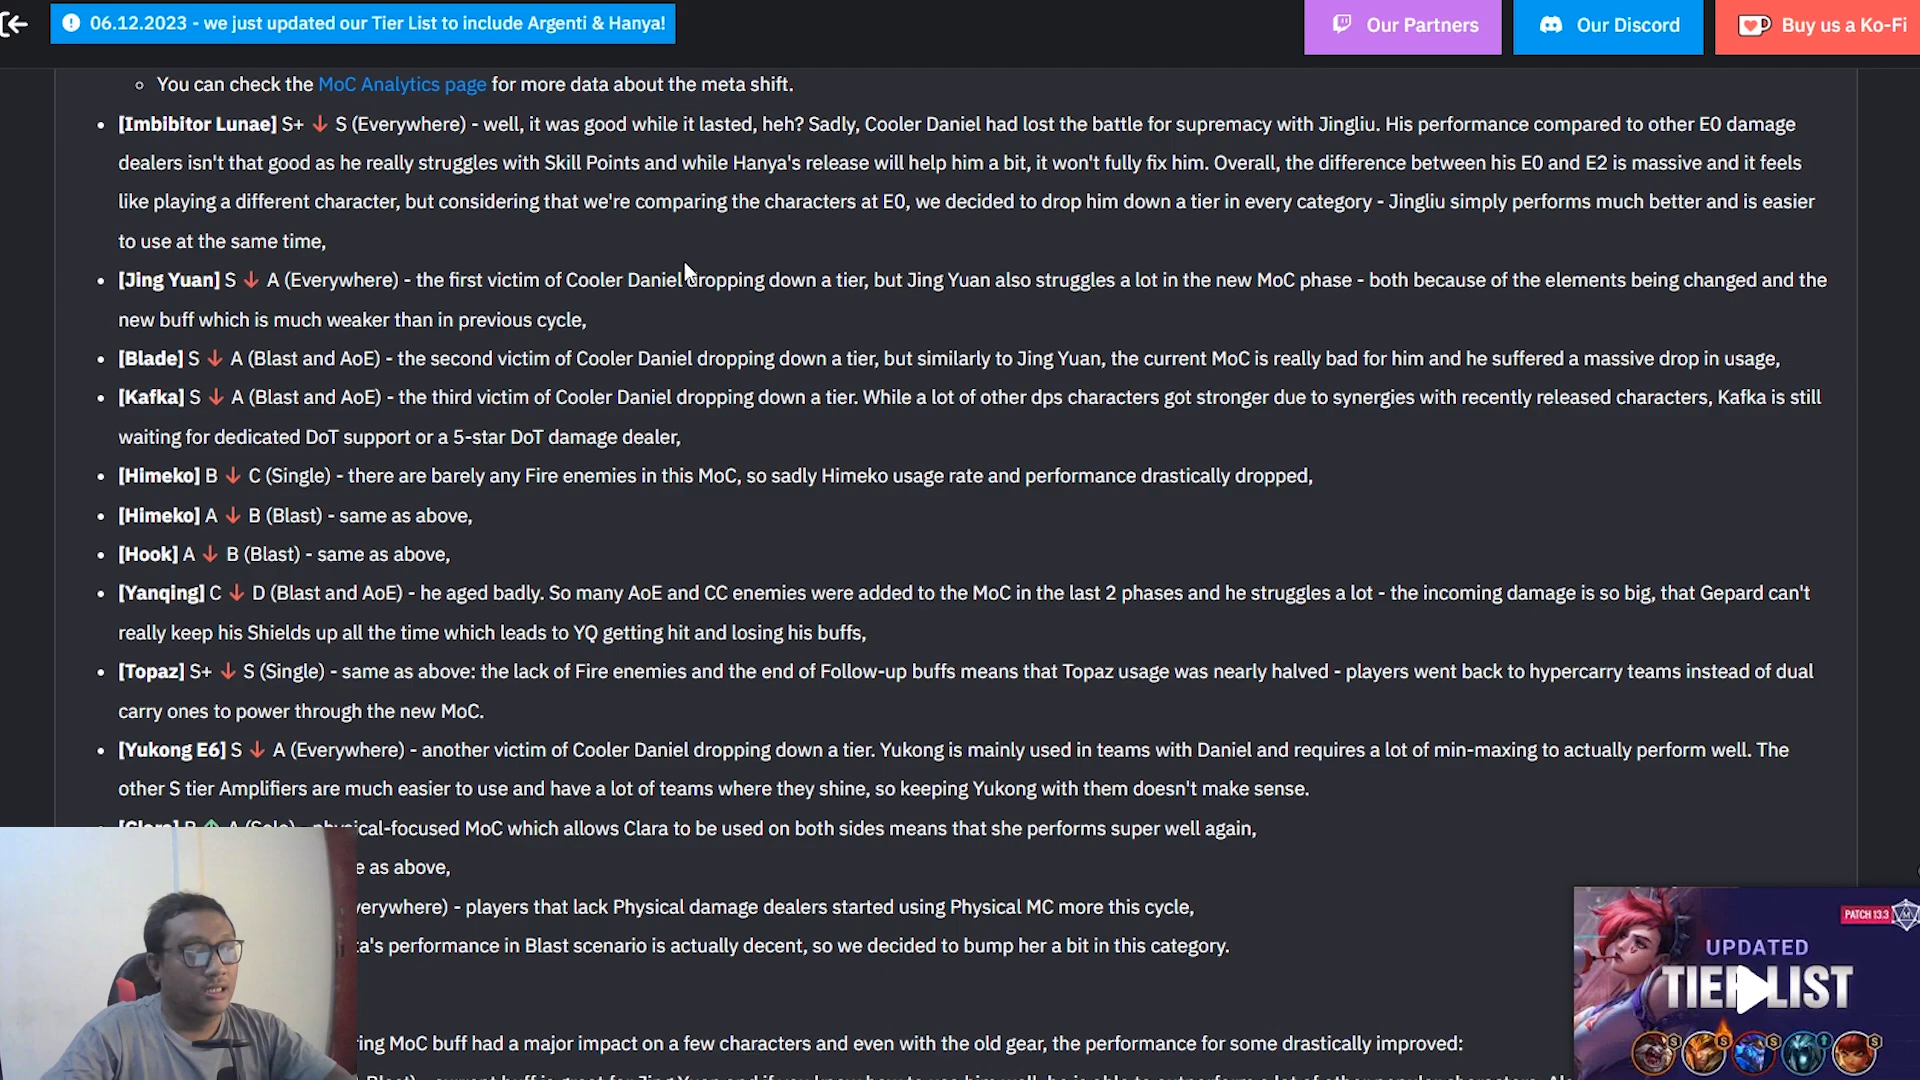 06.12.2023 - we just updated our Tier List to include Argenti & Hanya!
Our Partners
Our Discord
Buy us a Ko-Fi
You can check the MoC Analytics page for more data about the meta shift.
[Imbibitor Lunae] S+ ↓ S (Everywhere) - well, it was good while it lasted, heh? Sadly, Cooler Daniel had lost the battle for supremacy with Jingliu. His performance compared to other E0 damage
dealers isn't that good as he really struggles with Skill Points and while Hanya's release will help him a bit, it won't fully fix him. Overall, the difference between his E0 and E2 is massive and it feels
like playing a different character, but considering that we're comparing the characters at E0, we decided to drop him down a tier in every category - Jingliu simply performs much better and is easier
to use at the same time,
[Jing Yuan] S ↓ A (Everywhere) - the first victim of Cooler Daniel dropping down a tier, but Jing Yuan also struggles a lot in the new MoC phase - both because of the elements being changed and the
new buff which is much weaker than in previous cycle,
[Blade] S ↓ A (Blast and AoE) - the second victim of Cooler Daniel dropping down a tier, but similarly to Jing Yuan, the current MoC is really bad for him and he suffered a massive drop in usage,
[Kafka] S ↓ A (Blast and AoE) - the third victim of Cooler Daniel dropping down a tier. While a lot of other dps characters got stronger due to synergies with recently released characters, Kafka is still
waiting for dedicated DoT support or a 5-star DoT damage dealer,
[Himeko] B ↓ C (Single) - there are barely any Fire enemies in this MoC, so sadly Himeko usage rate and performance drastically dropped,
[Himeko] A ↓ B (Blast) - same as above,
[Hook] A ↓ B (Blast) - same as above,
[Yanqing] C ↓ D (Blast and AoE) - he aged badly. So many AoE and CC enemies were added to the MoC in the last 2 phases and he struggles a lot - the incoming damage is so big, that Gepard can't
really keep his Shields up all the time which leads to YQ getting hit and losing his buffs,
[Topaz] S+ ↓ S (Single) - same as above: the lack of Fire enemies and the end of Follow-up buffs means that Topaz usage was nearly halved - players went back to hypercarry teams instead of dual
carry ones to power through the new MoC.
[Yukong E6] S ↓ A (Everywhere) - another victim of Cooler Daniel dropping down a tier. Yukong is mainly used in teams with Daniel and requires a lot of min-maxing to actually perform well. The
other S tier Amplifiers are much easier to use and have a lot of teams where they shine, so keeping Yukong with them doesn't make sense.
[Clara] B ↑ A (Solo) - physical-focused MoC which allows Clara to be used on both sides means that she performs super well again,
e as above,
verywhere) - players that lack Physical damage dealers started using Physical MC more this cycle,
ta's performance in Blast scenario is actually decent, so we decided to bump her a bit in this category.
PATCH 13.3
UPDATED
TIER LIST
ring MoC buff had a major impact on a few characters and even with the old gear, the performance for some drastically improved: